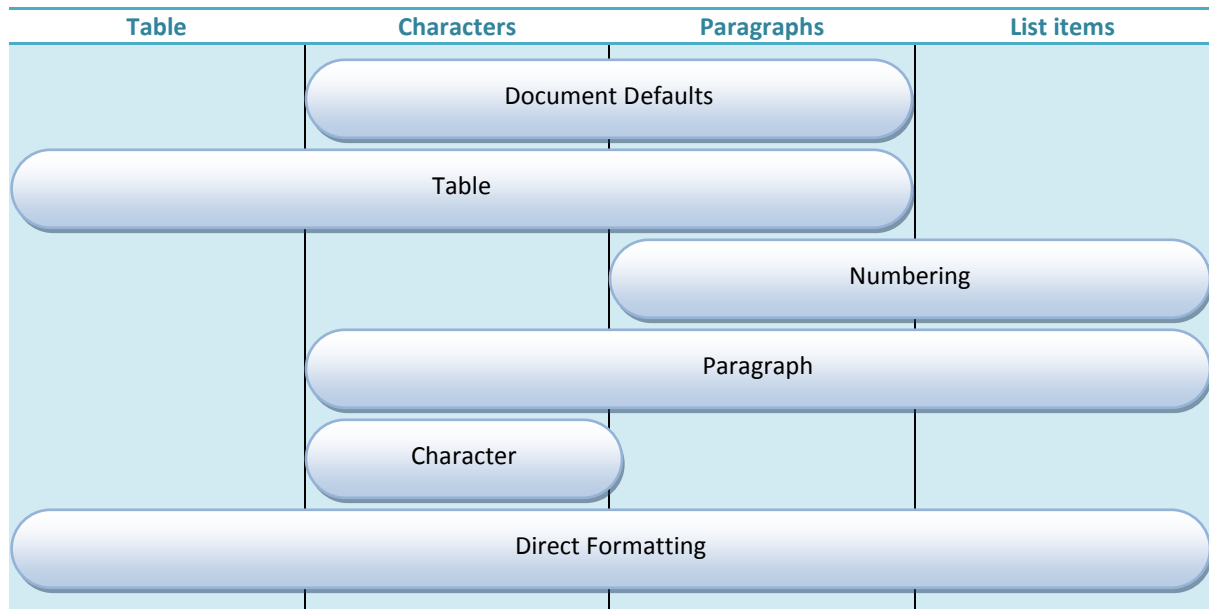 Table Characters Paragraphs List items
Document Defaults
Table
Numbering
Paragraph
Character
Direct Formatting